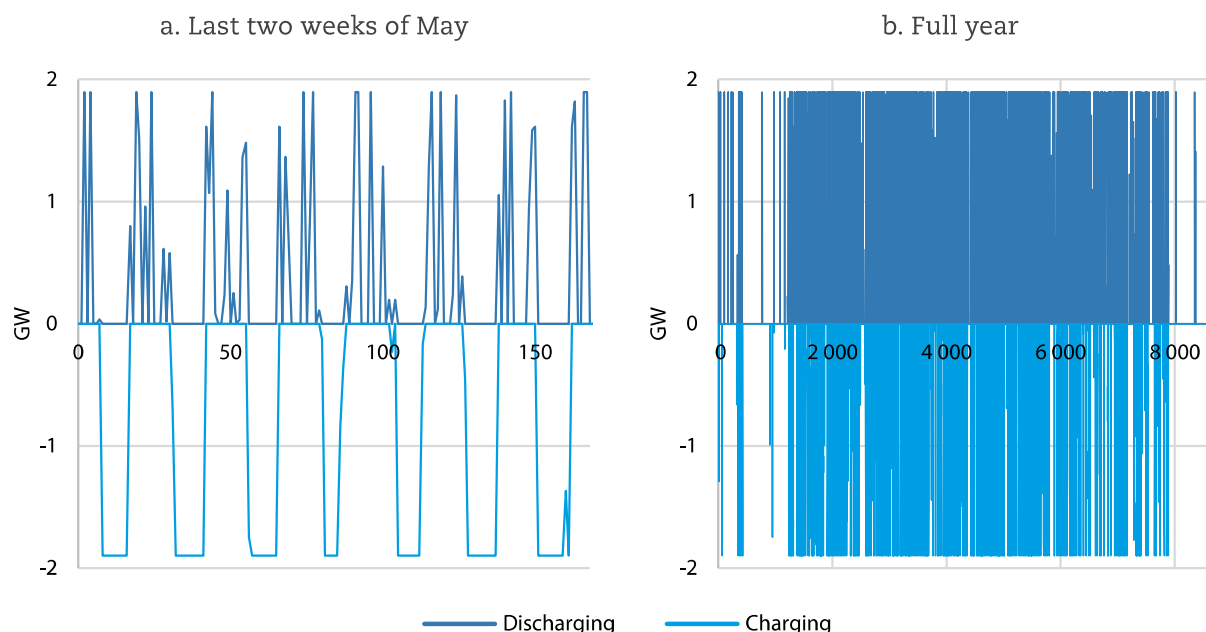 a. Last two weeks of May
b. Full year
2
1
0
-1
-2
GW
0 50 100 150
2
1
0
-1
-2
GW
0 2 000 4 000 6 000 8 000
Discharging Charging